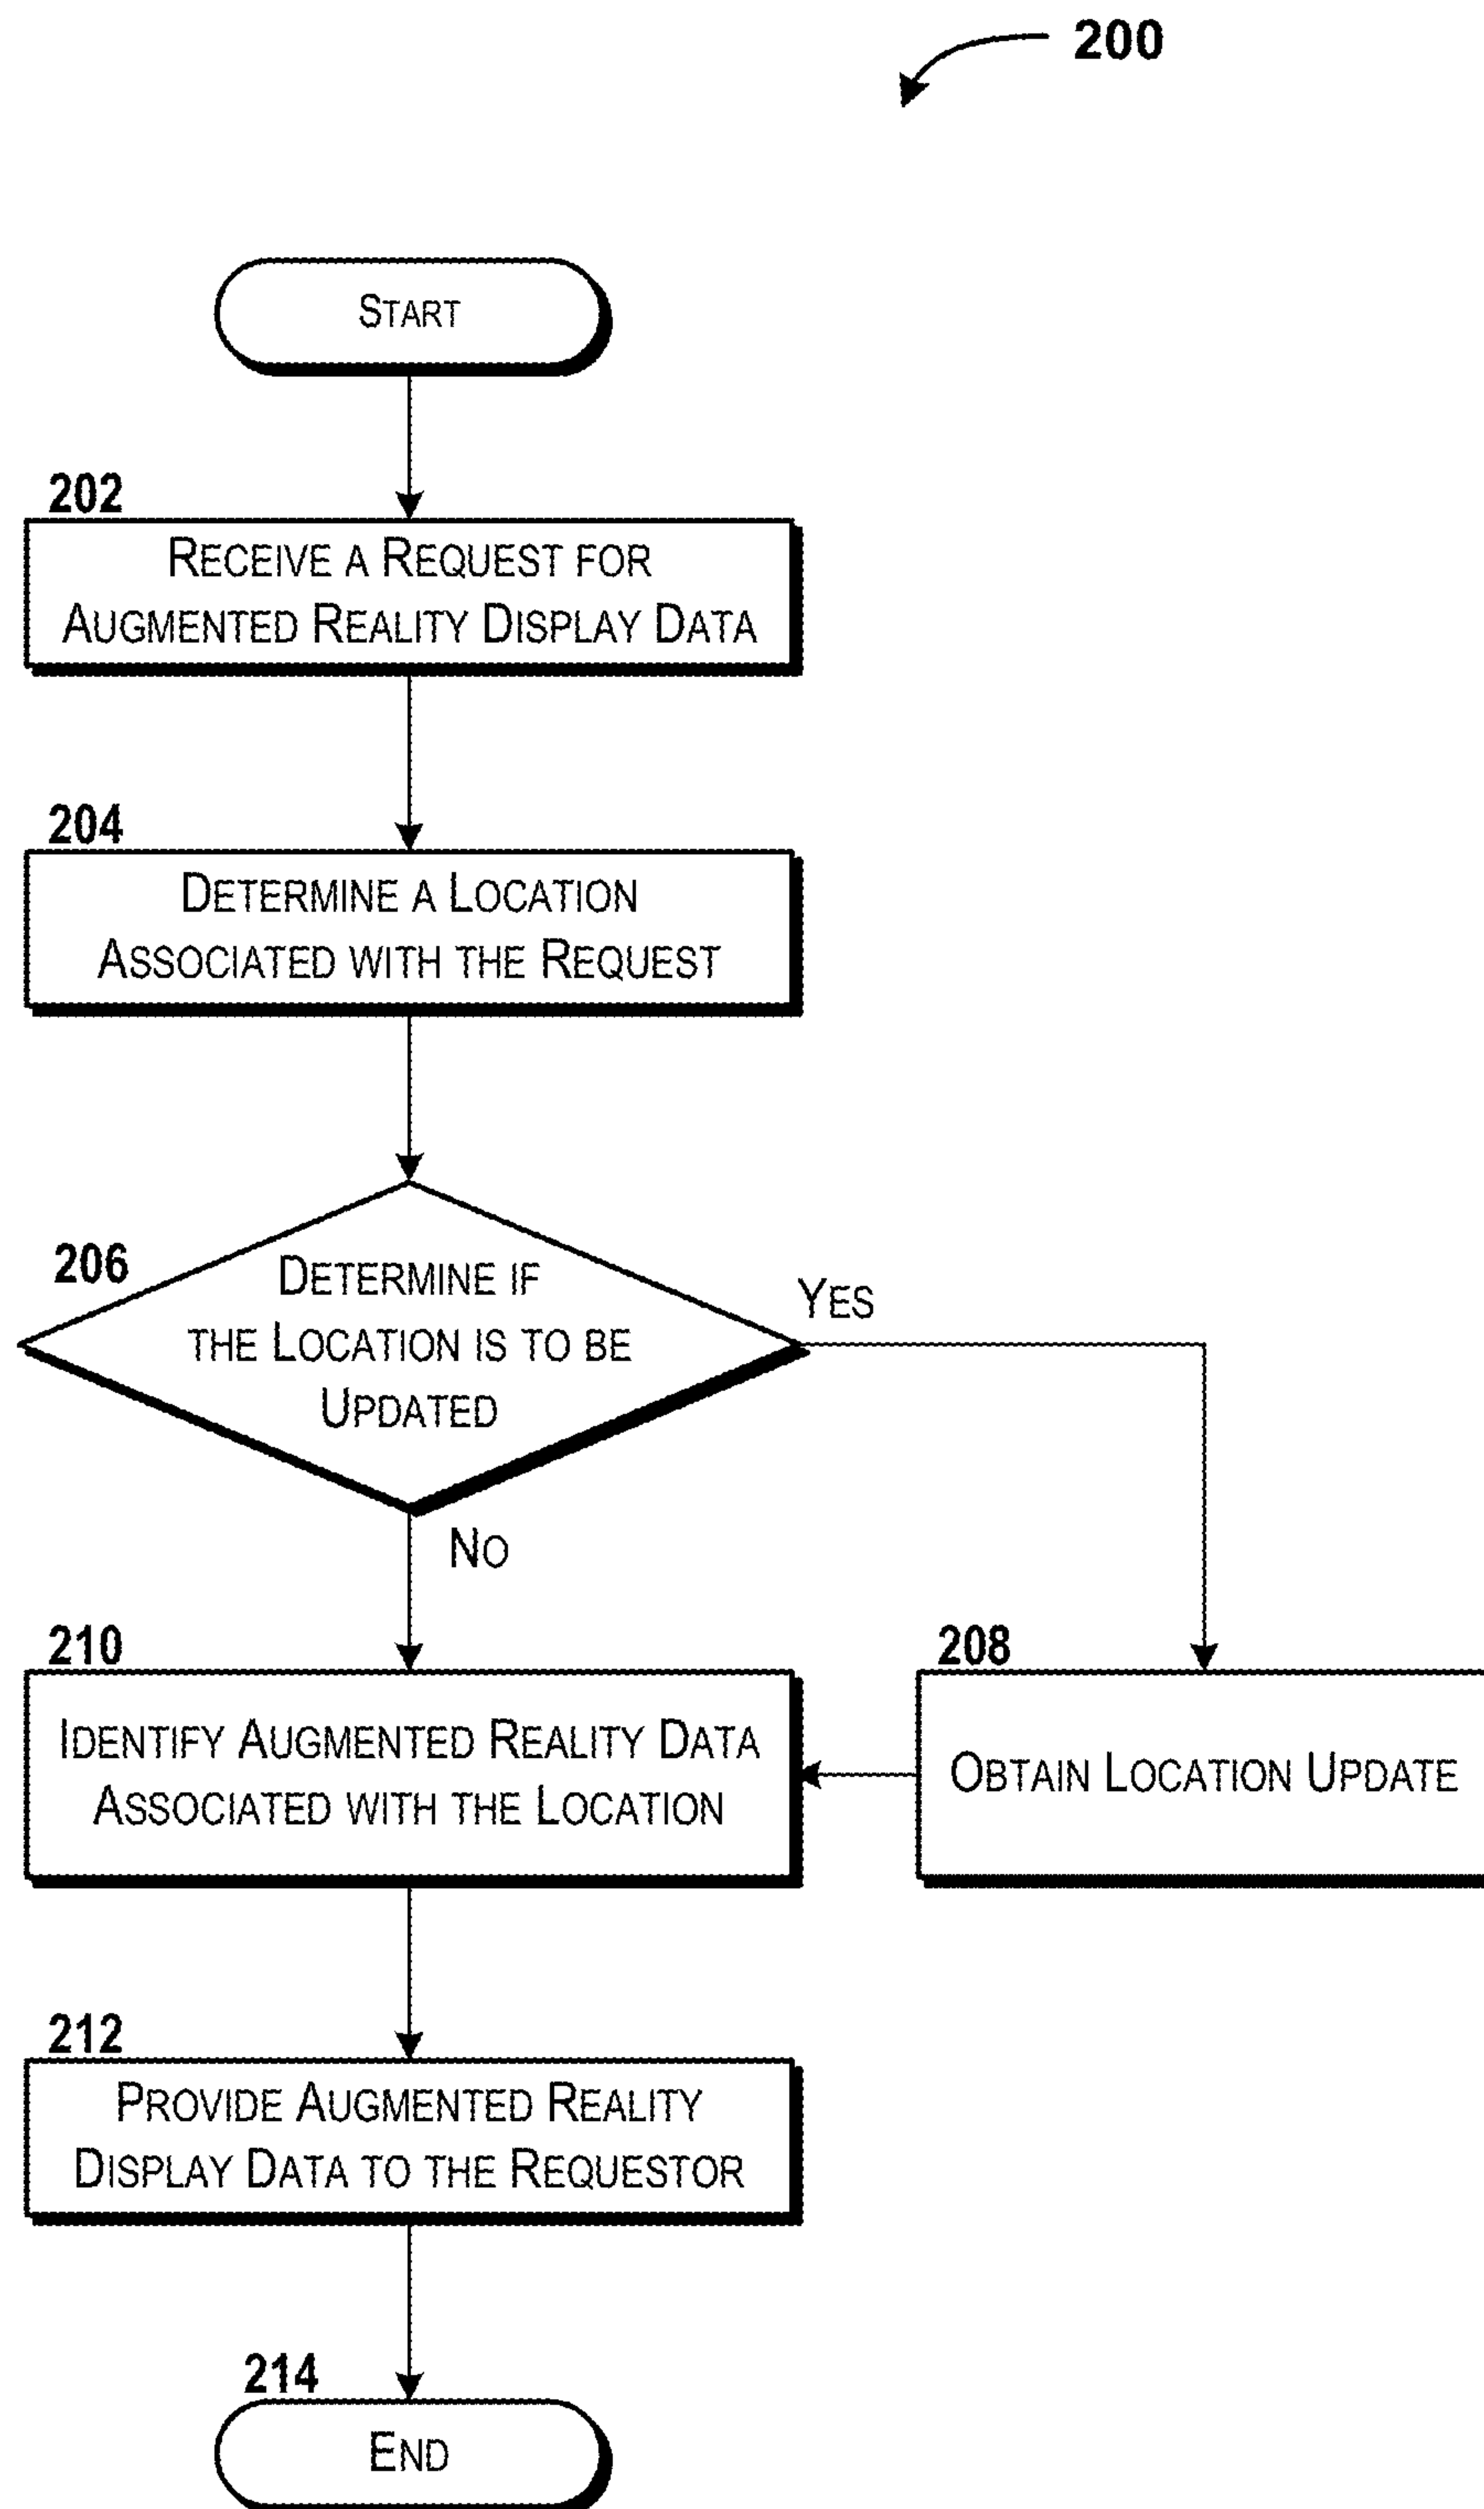 200
START
202
RECEIVE A REQUEST FOR
AUGMENTED REALITY DISPLAY DATA
204
DETERMINE A LOCATION
ASSOCIATED WITH THE REQUEST
206
DETERMINE IF
THE LOCATION IS TO BE
UPDATED
YES
NO
210
IDENTIFY AUGMENTED REALITY DATA
ASSOCIATED WITH THE LOCATION
208
OBTAIN LOCATION UPDATE
212
PROVIDE AUGMENTED REALITY
DISPLAY DATA TO THE REQUESTOR
214
END